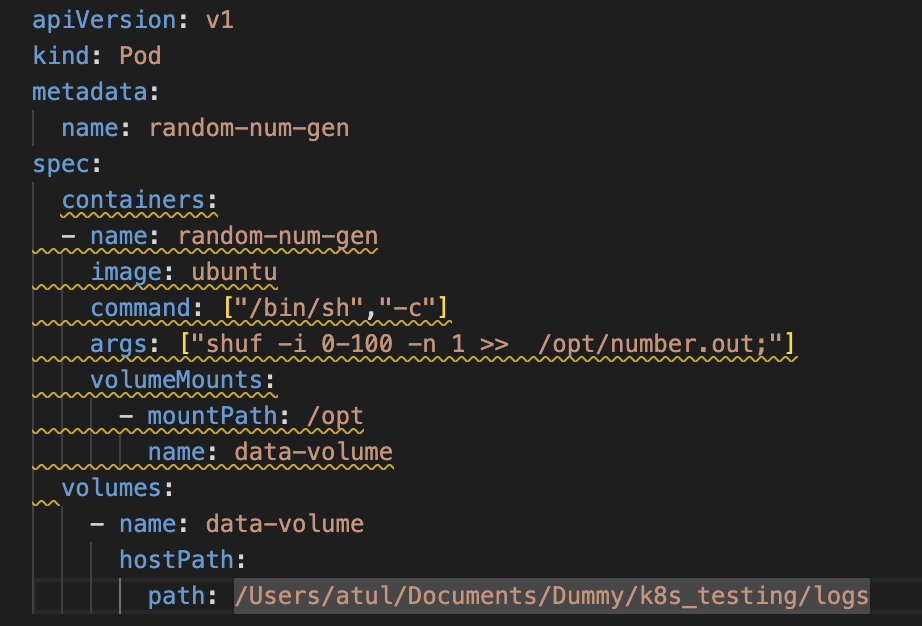 apiVersion: v1
kind: Pod
metadata:
  name: random-num-gen
spec:
  containers:
  - name: random-num-gen
    image: ubuntu
    command: ["/bin/sh","-c"]
    args: ["shuf -i 0-100 -n 1 >>  /opt/number.out;"]
    volumeMounts:
      - mountPath: /opt
        name: data-volume
  volumes:
    - name: data-volume
      hostPath:
        path: /Users/atul/Documents/Dummy/k8s_testing/logs